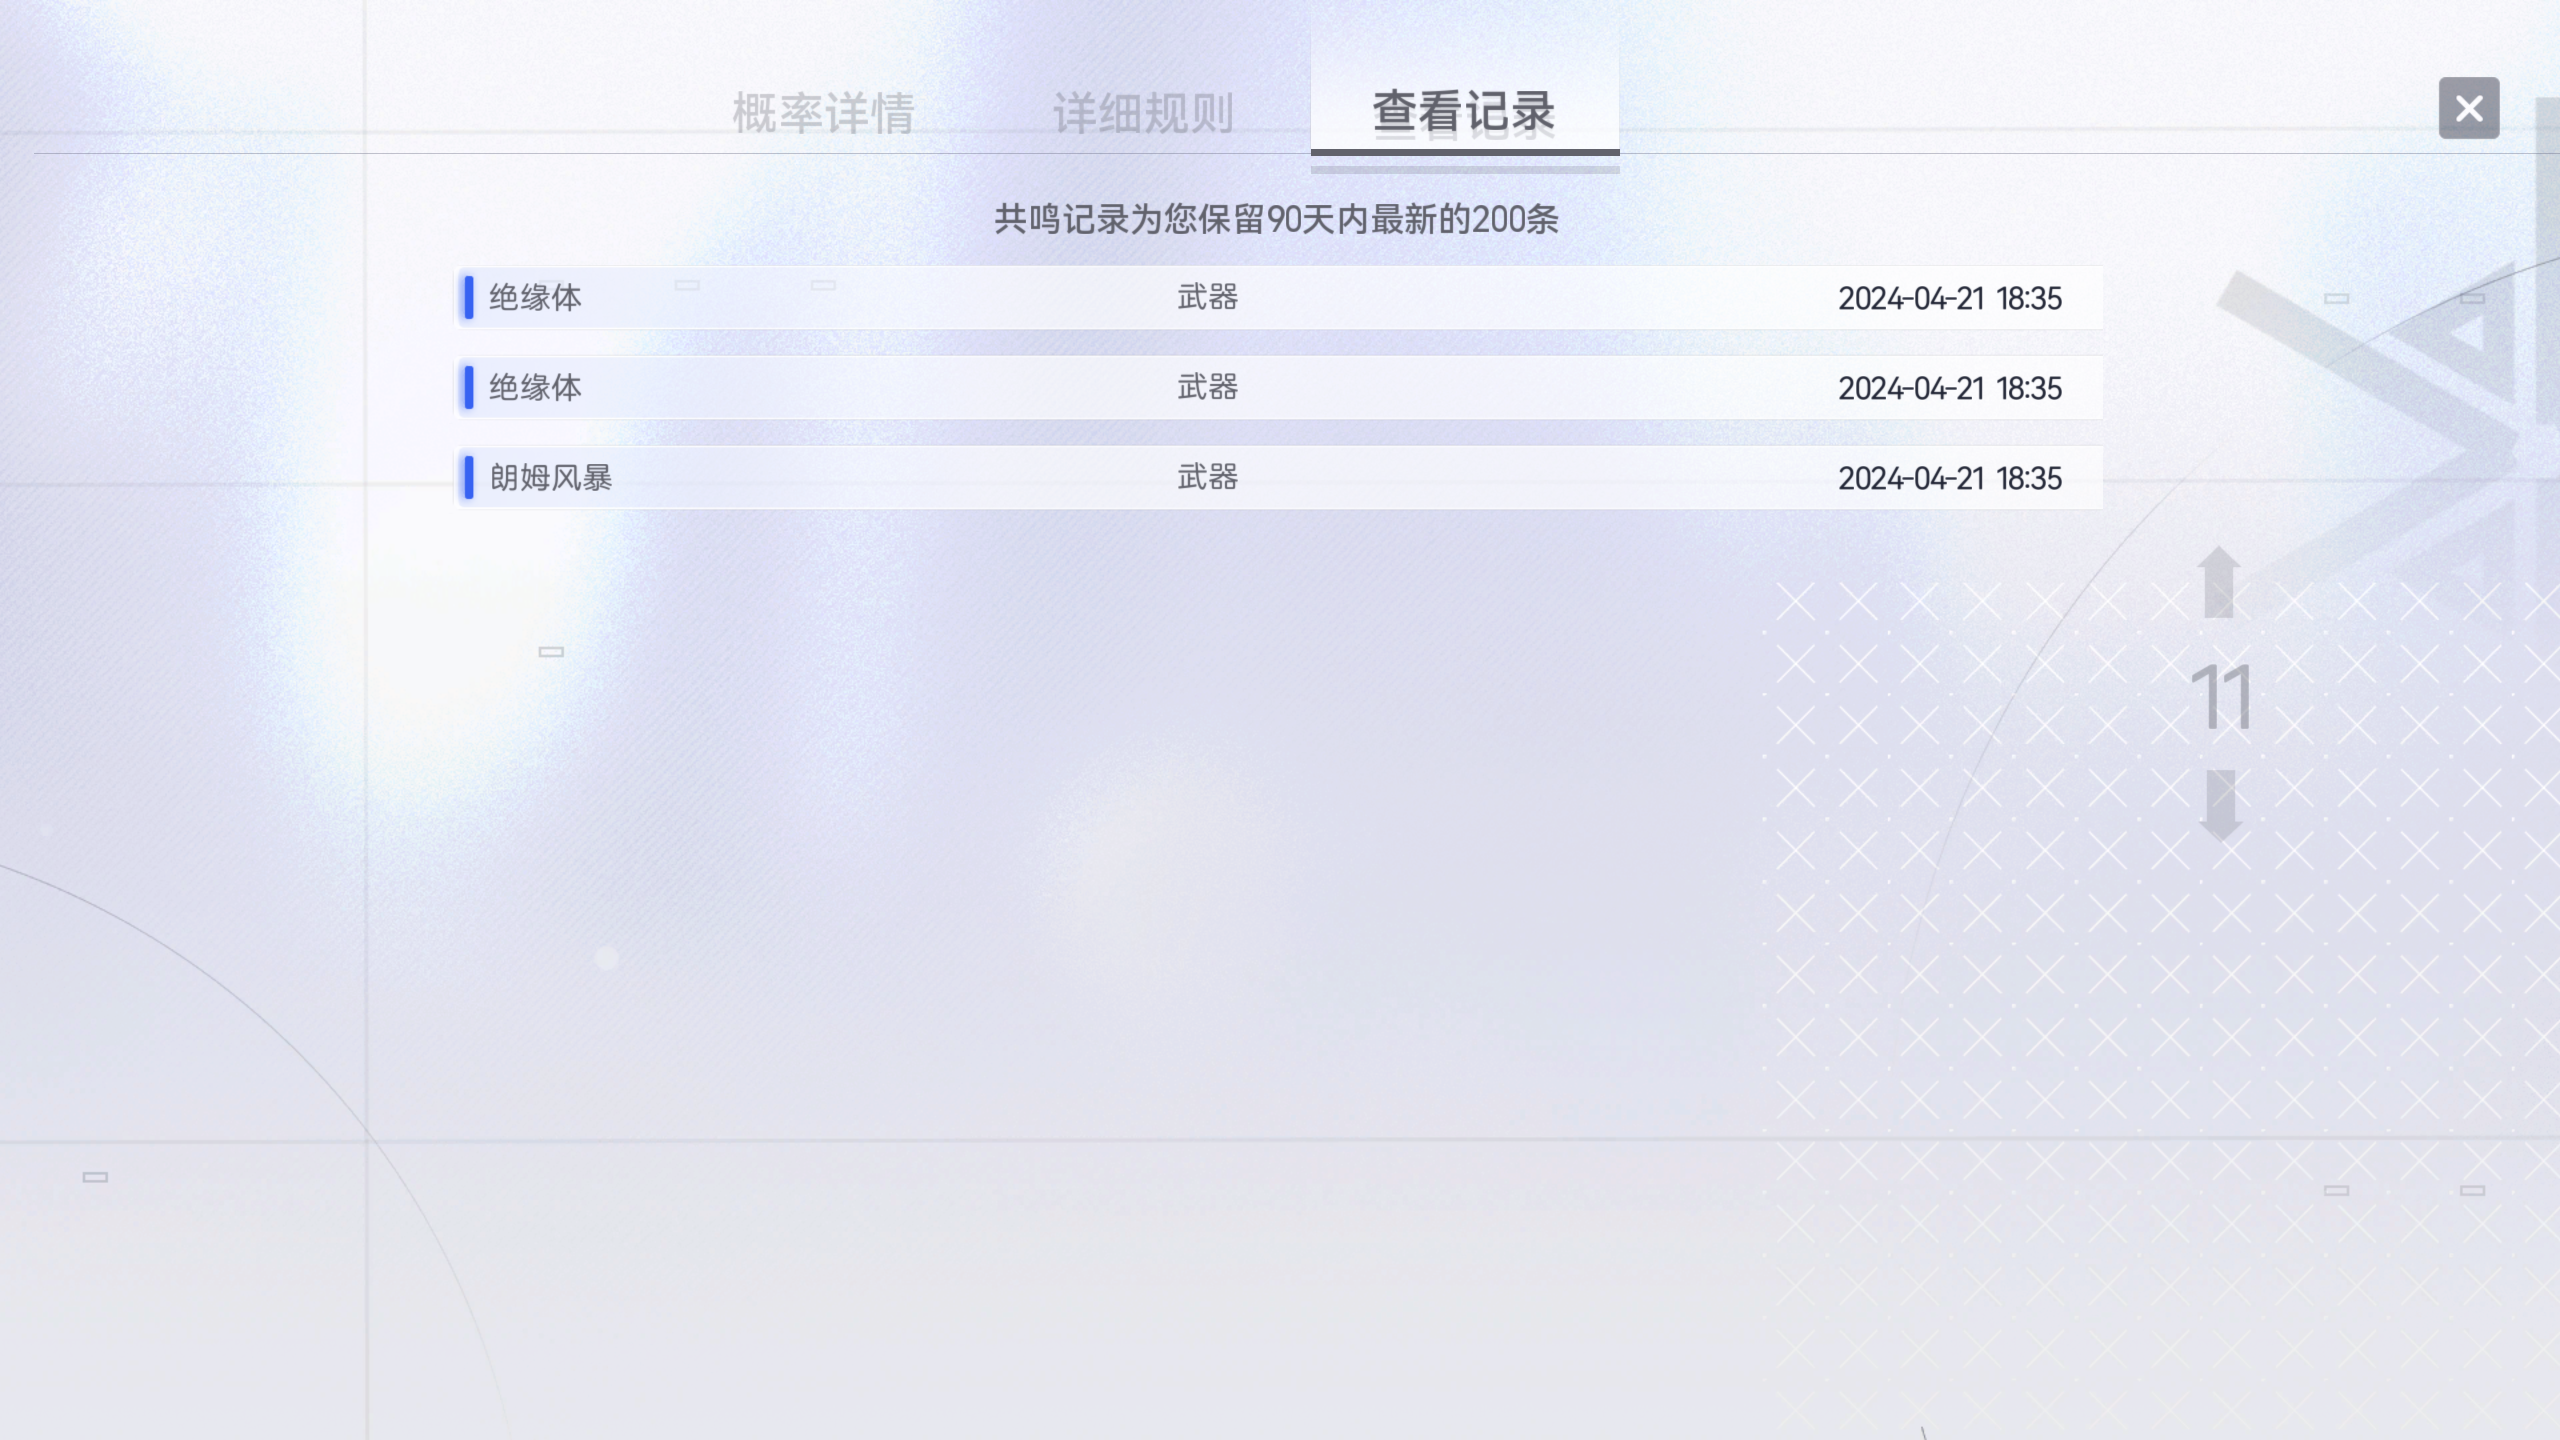 概率详情 详细规则 查看记录
共鸣记录为您保留90天内最新的200条
绝缘体 武器 2024-04-21 18:35
绝缘体 武器 2024-04-21 18:35
朗姆风暴 武器 2024-04-21 18:35
11